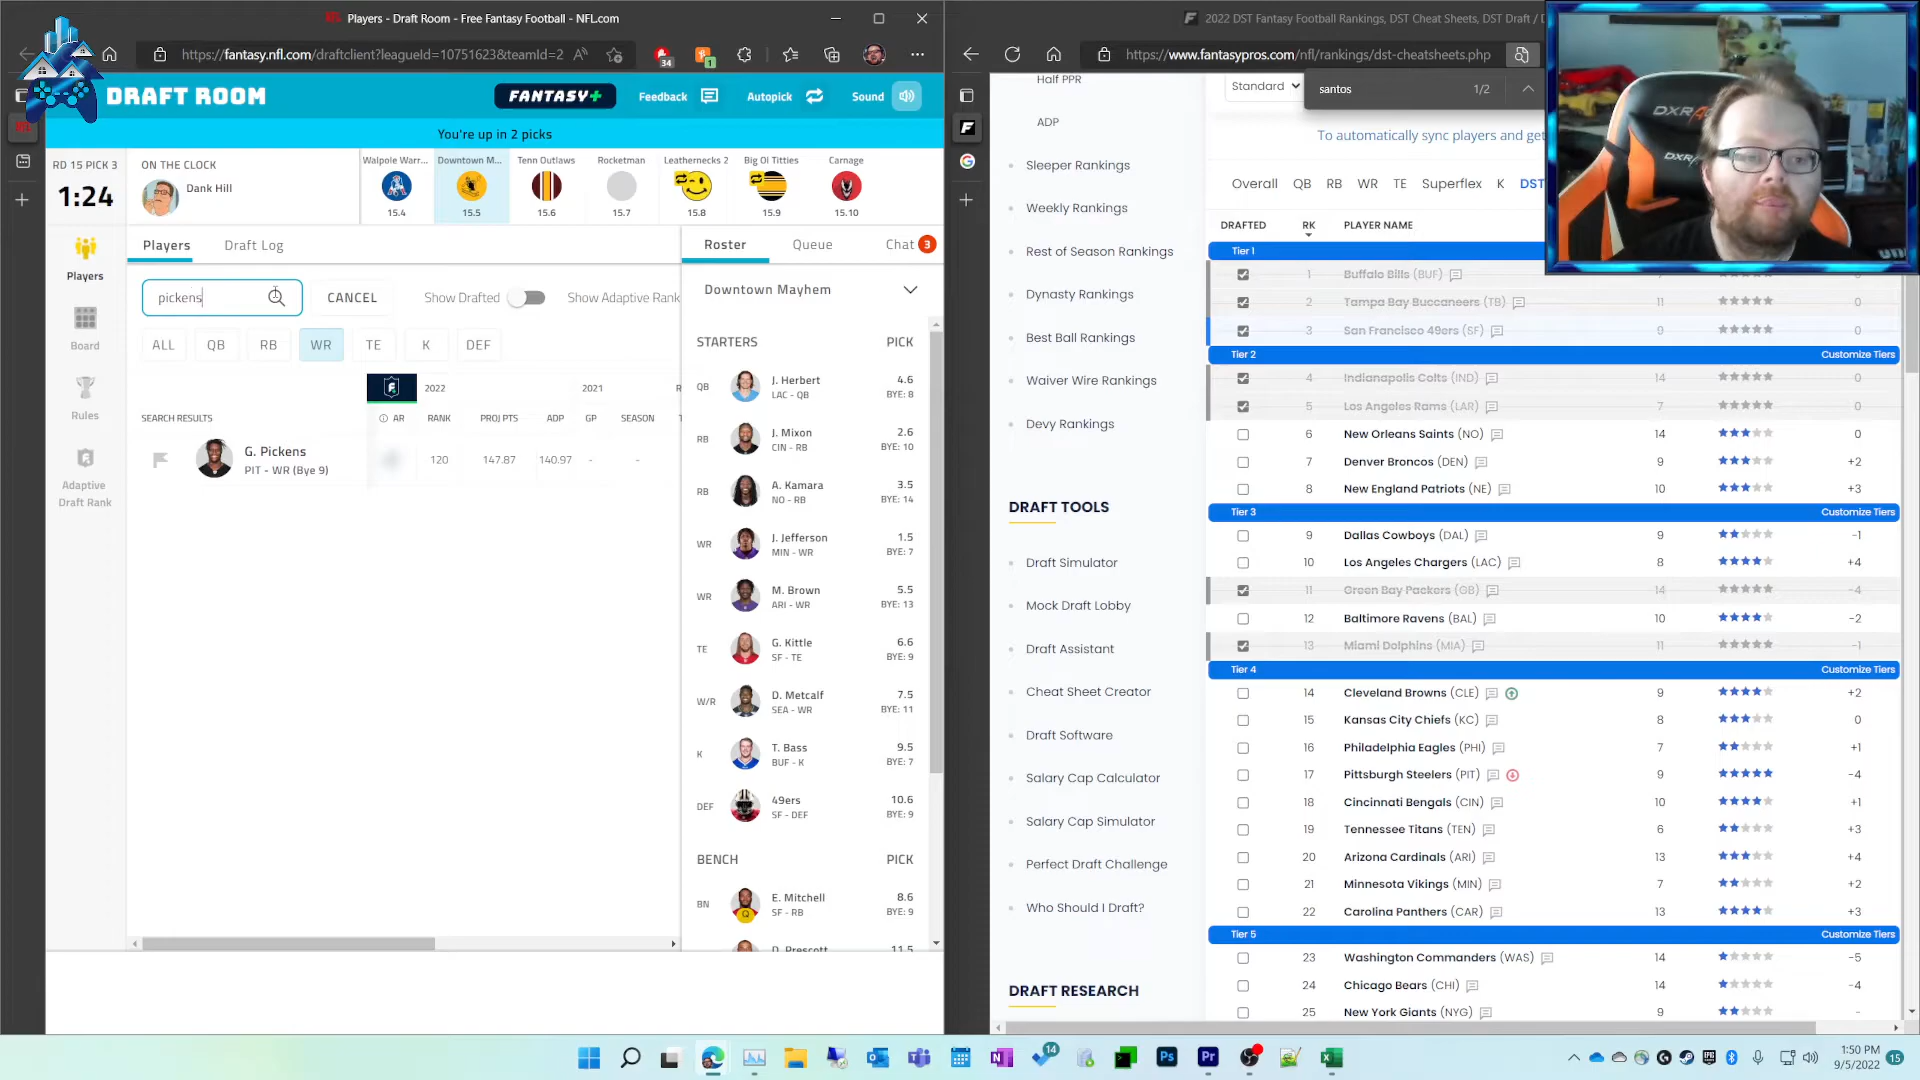 Players - Draft Room - Free Fantasy Football - NFL.com
https://fantasy.nfl.com/draftclient?leagueId=10751623&teamId=2
34
1
DRAFT ROOM
FANTASY+
Feedback
Autopick
Sound
You're up in 2 picks
RD 15 PICK 3
1:24
ON THE CLOCK
Dank Hill
Walpole Warr...
15.4
Downtown M...
15.5
Tenn Outlaws
15.6
Rocketman
15.7
Leathernecks 2
15.8
Big Ol Titties
15.9
Carnage
15.10
Players
Board
Rules
Adaptive
Draft Rank
Players
Draft Log
pickens
CANCEL
Show Drafted
Show Adaptive Rank
ALL QB RB WR TE K DEF
2022
2021
SEARCH RESULTS
AR RANK PROJ PTS ADP GP SEASON
G. Pickens
PIT - WR (Bye 9)
120 147.87 140.97 - -
Roster
Queue
Chat 3
Downtown Mayhem
STARTERS PICK
QB J. Herbert 4.6
LAC - QB BYE: 8
RB J. Mixon 2.6
CIN - RB BYE: 10
RB A. Kamara 3.5
NO - RB BYE: 14
WR J. Jefferson 1.5
MIN - WR BYE: 7
WR M. Brown 5.5
ARI - WR BYE: 13
TE G. Kittle 6.6
SF - TE BYE: 9
W/R D. Metcalf 7.5
SEA - WR BYE: 11
K T. Bass 9.5
BUF - K BYE: 7
DEF 49ers 10.6
SF - DEF BYE: 9
BENCH PICK
BN E. Mitchell 8.6
SF - RB BYE: 9
D. Prescott 11.5
2022 DST Fantasy Football Rankings, DST Cheat Sheets, DST Draft / D
https://www.fantasypros.com/nfl/rankings/dst-cheatsheets.php
santos 1/2
Standard
To automatically sync players and get
Half PPR
ADP
Sleeper Rankings
Weekly Rankings
Rest of Season Rankings
Dynasty Rankings
Best Ball Rankings
Waiver Wire Rankings
Devy Rankings
DRAFT TOOLS
Draft Simulator
Mock Draft Lobby
Draft Assistant
Cheat Sheet Creator
Draft Software
Salary Cap Calculator
Salary Cap Simulator
Perfect Draft Challenge
Who Should I Draft?
DRAFT RESEARCH
Overall QB RB WR TE Superflex K DST
DRAFTED RK PLAYER NAME
Tier 1
1 Buffalo Bills (BUF) 0
2 Tampa Bay Buccaneers (TB) 11 0
3 San Francisco 49ers (SF) 9 0
Tier 2 Customize Tiers
4 Indianapolis Colts (IND) 14 0
5 Los Angeles Rams (LAR) 7 0
6 New Orleans Saints (NO) 14 0
7 Denver Broncos (DEN) 9 +2
8 New England Patriots (NE) 10 +3
Tier 3 Customize Tiers
9 Dallas Cowboys (DAL) 9 -1
10 Los Angeles Chargers (LAC) 8 +4
11 Green Bay Packers (GB) 14 -4
12 Baltimore Ravens (BAL) 10 -2
13 Miami Dolphins (MIA) 11 -1
Tier 4 Customize Tiers
14 Cleveland Browns (CLE) 9 +2
15 Kansas City Chiefs (KC) 8 0
16 Philadelphia Eagles (PHI) 7 +1
17 Pittsburgh Steelers (PIT) 9 -4
18 Cincinnati Bengals (CIN) 10 +1
19 Tennessee Titans (TEN) 6 +3
20 Arizona Cardinals (ARI) 13 +4
21 Minnesota Vikings (MIN) 7 +2
22 Carolina Panthers (CAR) 13 +3
Tier 5 Customize Tiers
23 Washington Commanders (WAS) 14 -5
24 Chicago Bears (CHI) 14 -4
25 New York Giants (NYG) 9 -
DXRACER
14
Ps
Pr
1:50 PM
9/5/2022
15